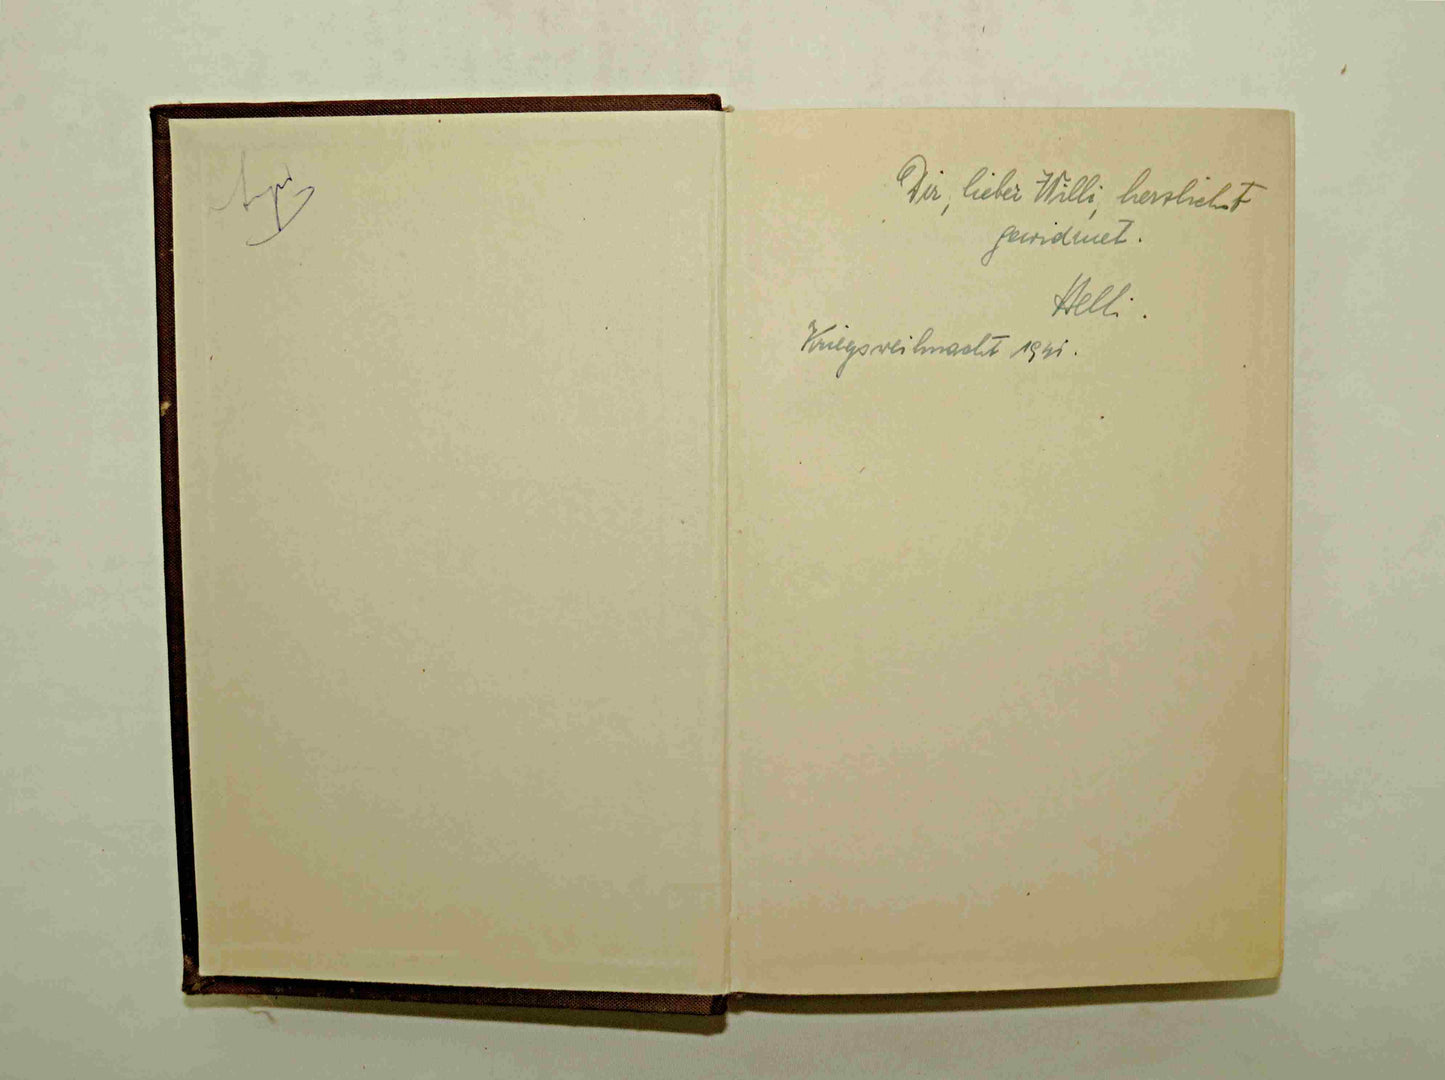 Dir, lieber Willi, herzlichst
gewidmet.
Helli.
Kriegsweihnacht 1941.